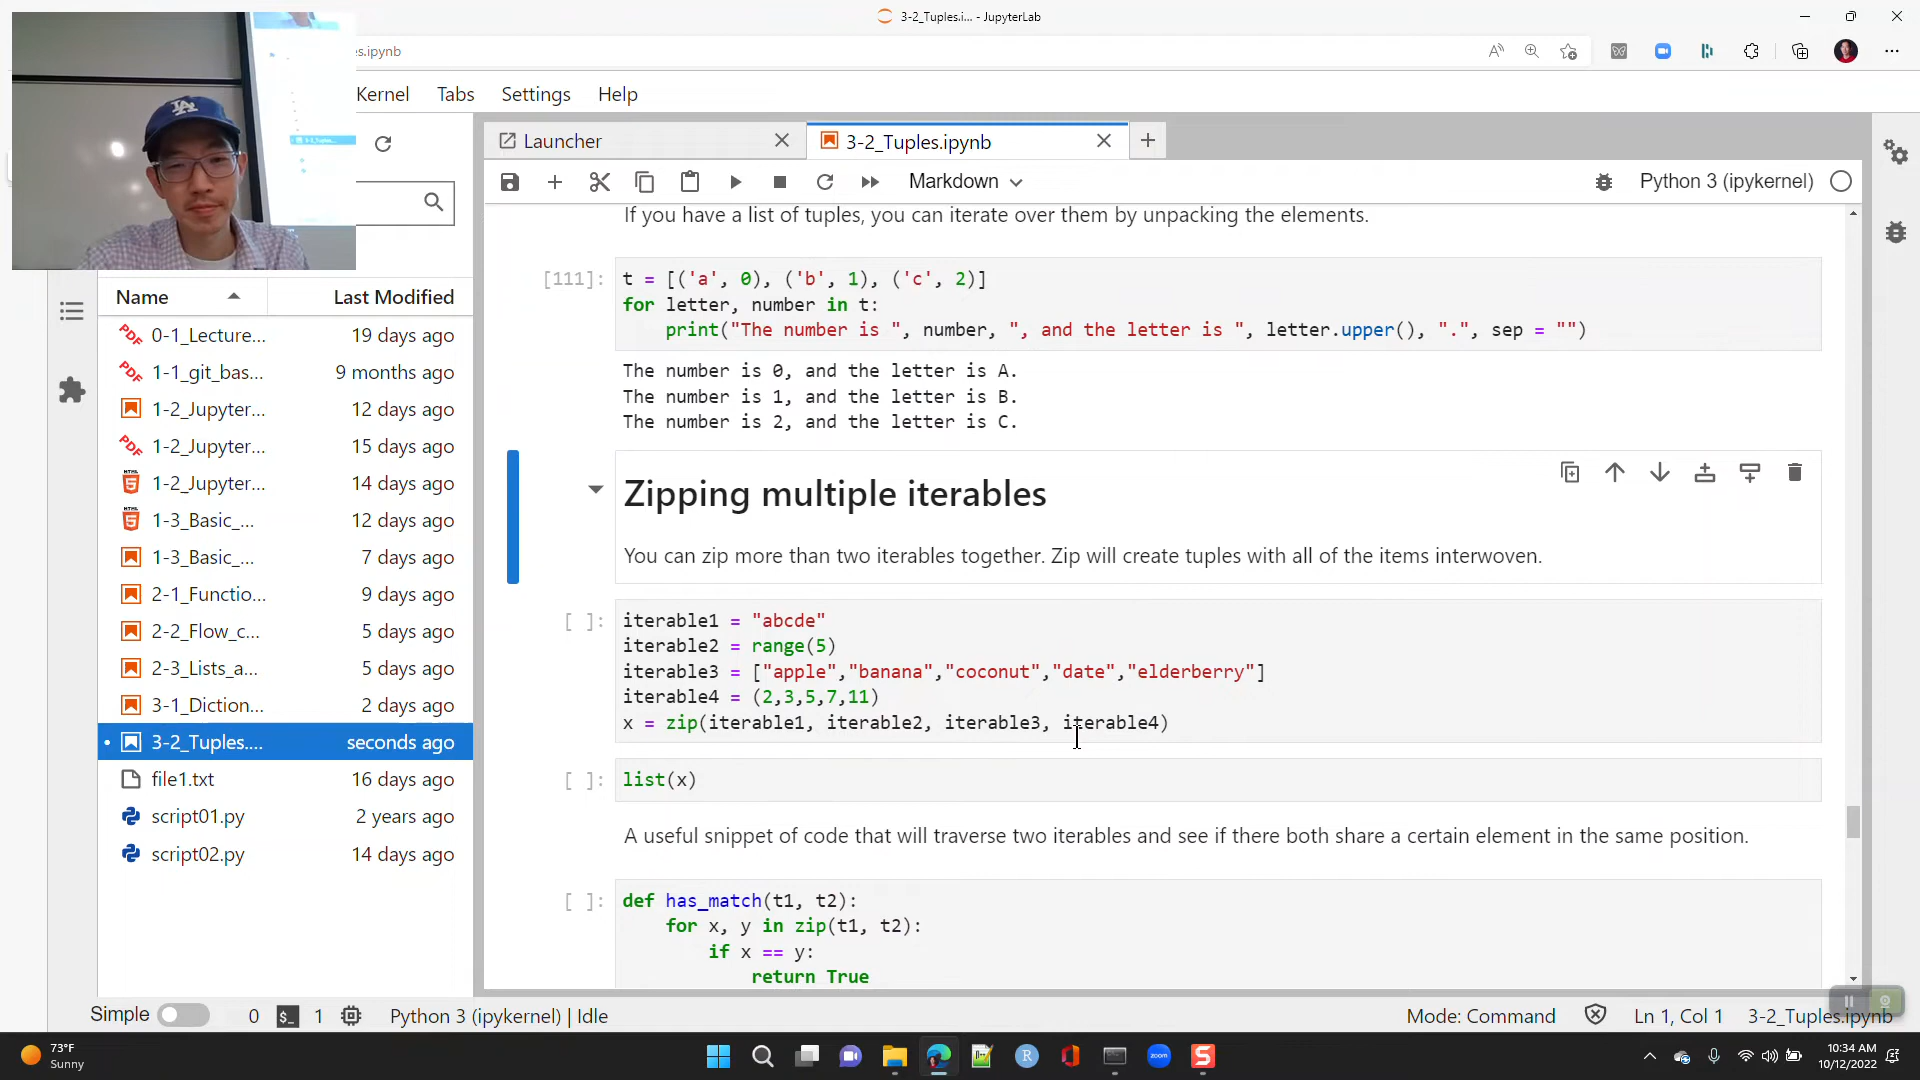 3-2_Tuples.i... - JupyterLab
es.ipynb
Kernel Tabs Settings Help
LA
Launcher
3-2_Tuples.ipynb
Markdown
Python 3 (ipykernel)
Name Last Modified
0-1_Lecture... 19 days ago
1-1_git_bas... 9 months ago
1-2_Jupyter... 12 days ago
1-2_Jupyter... 15 days ago
1-2_Jupyter... 14 days ago
1-3_Basic_... 12 days ago
1-3_Basic_... 7 days ago
2-1_Functio... 9 days ago
2-2_Flow_c... 5 days ago
2-3_Lists_a... 5 days ago
3-1_Diction... 2 days ago
3-2_Tuples.... seconds ago
file1.txt 16 days ago
script01.py 2 years ago
script02.py 14 days ago
If you have a list of tuples, you can iterate over them by unpacking the elements.
[111]: t = [('a', 0), ('b', 1), ('c', 2)]
for letter, number in t:
    print("The number is ", number, ", and the letter is ", letter.upper(), ".", sep = "")
The number is 0, and the letter is A.
The number is 1, and the letter is B.
The number is 2, and the letter is C.
Zipping multiple iterables
You can zip more than two iterables together. Zip will create tuples with all of the items interwoven.
[ ]: iterable1 = "abcde"
iterable2 = range(5)
iterable3 = ["apple","banana","coconut","date","elderberry"]
iterable4 = (2,3,5,7,11)
x = zip(iterable1, iterable2, iterable3, iterable4)
[ ]: list(x)
A useful snippet of code that will traverse two iterables and see if there both share a certain element in the same position.
[ ]: def has_match(t1, t2):
    for x, y in zip(t1, t2):
        if x == y:
            return True
Simple 0 $_ 1 Python 3 (ipykernel) | Idle
Mode: Command Ln 1, Col 1 3-2_Tuples.ipynb
73°F
Sunny
zoom
10:34 AM
10/12/2022